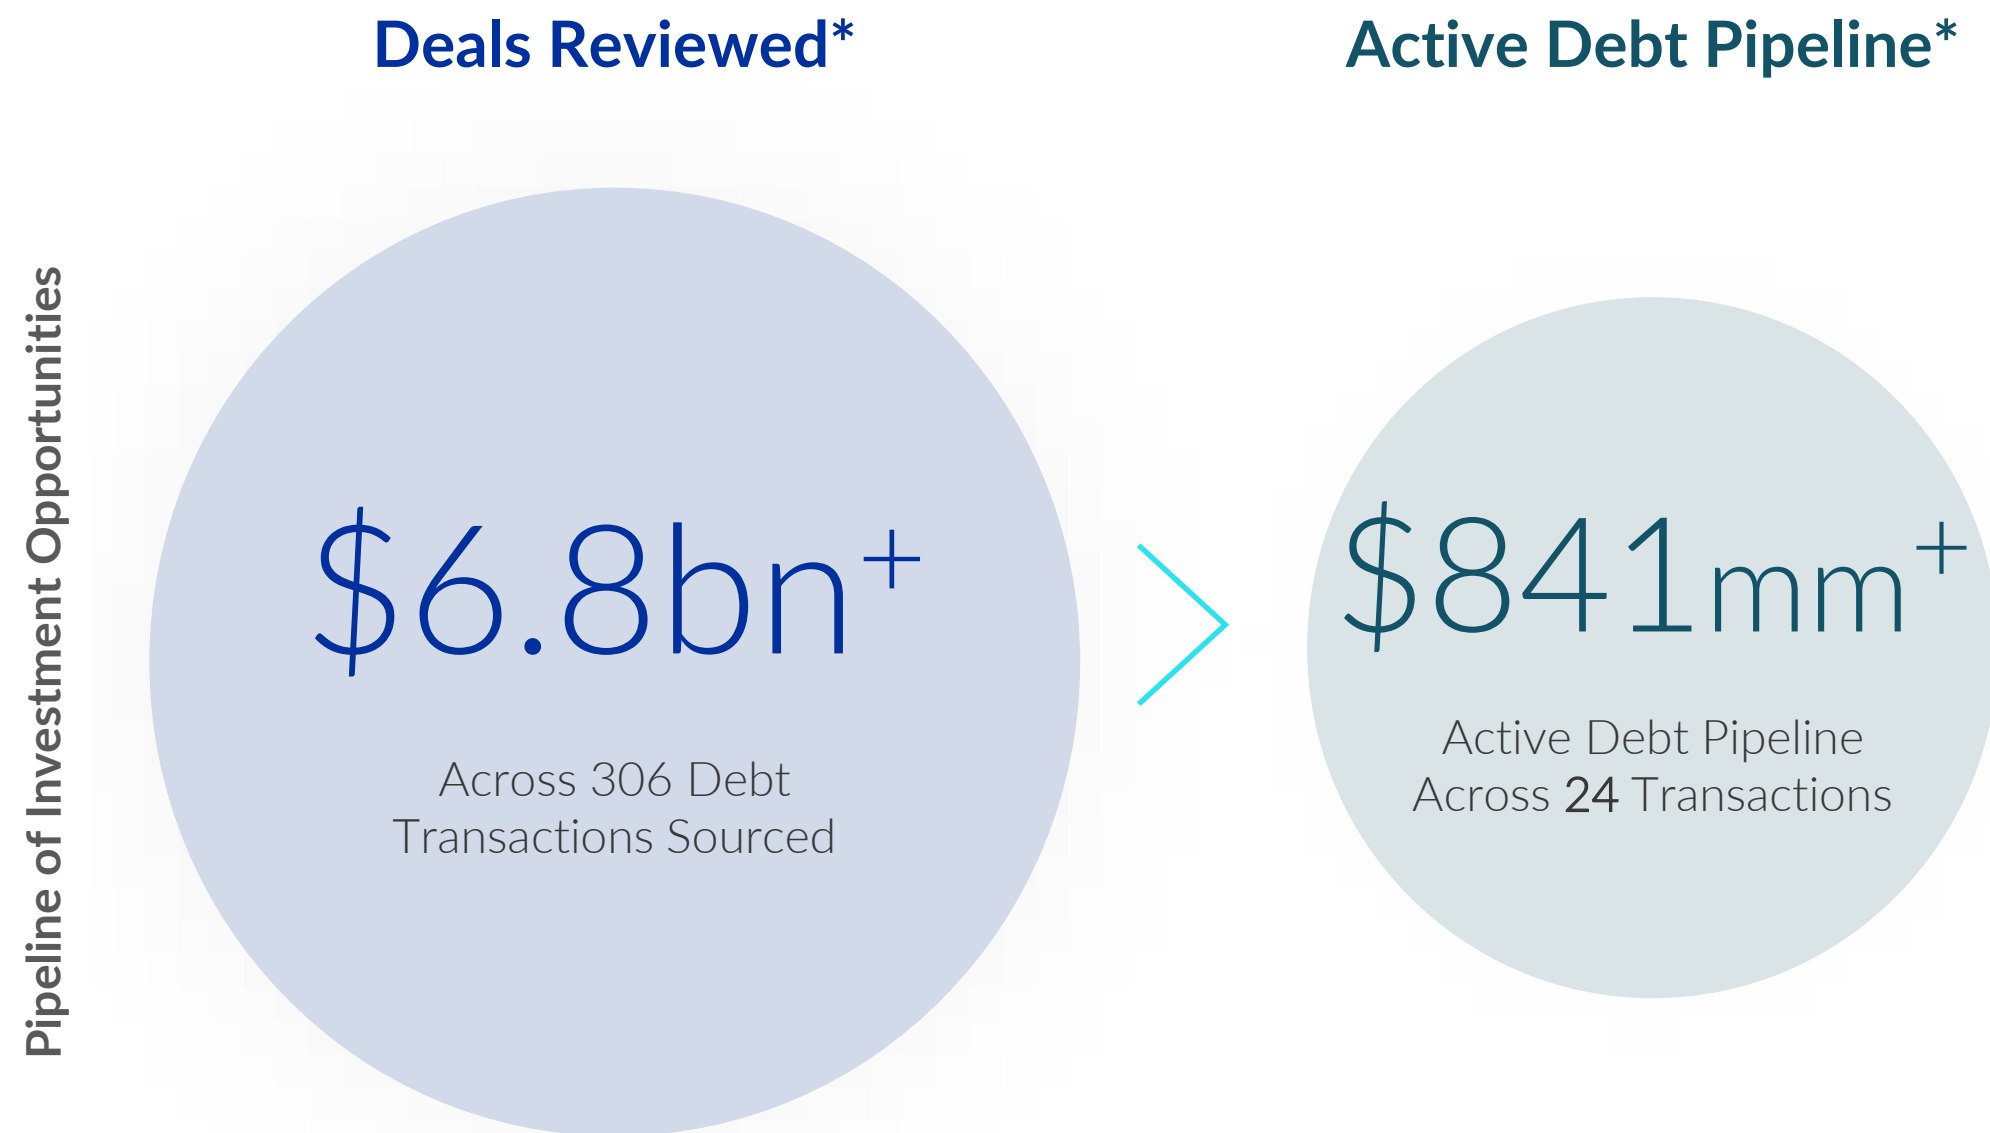 Deals Reviewed*
Active Debt Pipeline*
Pipeline of Investment Opportunities
$6.8bn+
Across 306 Debt
Transactions Sourced
$841mm+
Active Debt Pipeline
Across 24 Transactions